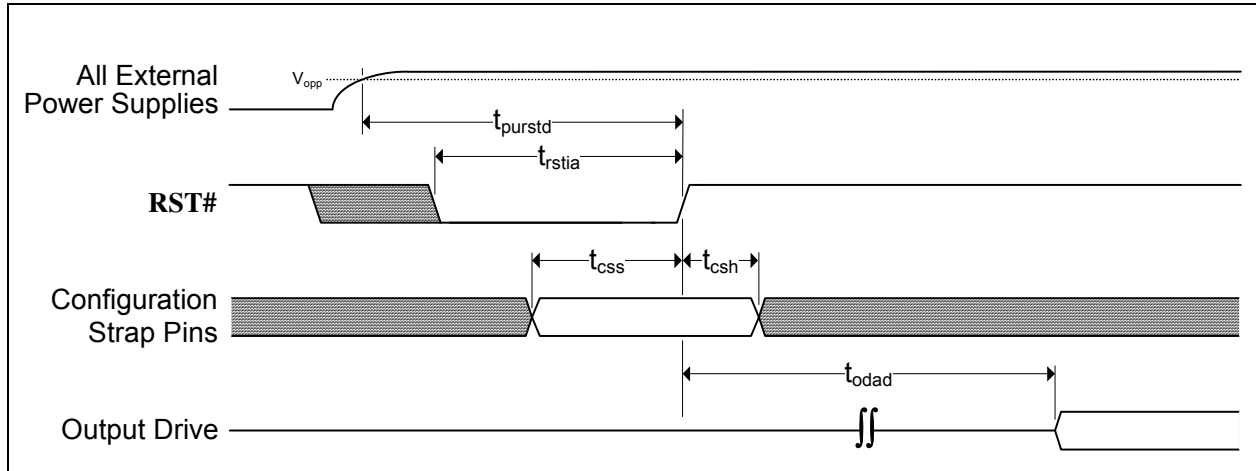 All External
Power Supplies
Vopp
tpurstd
trstia
RST#
tcss
tcsh
Configuration
Strap Pins
todad
Output Drive